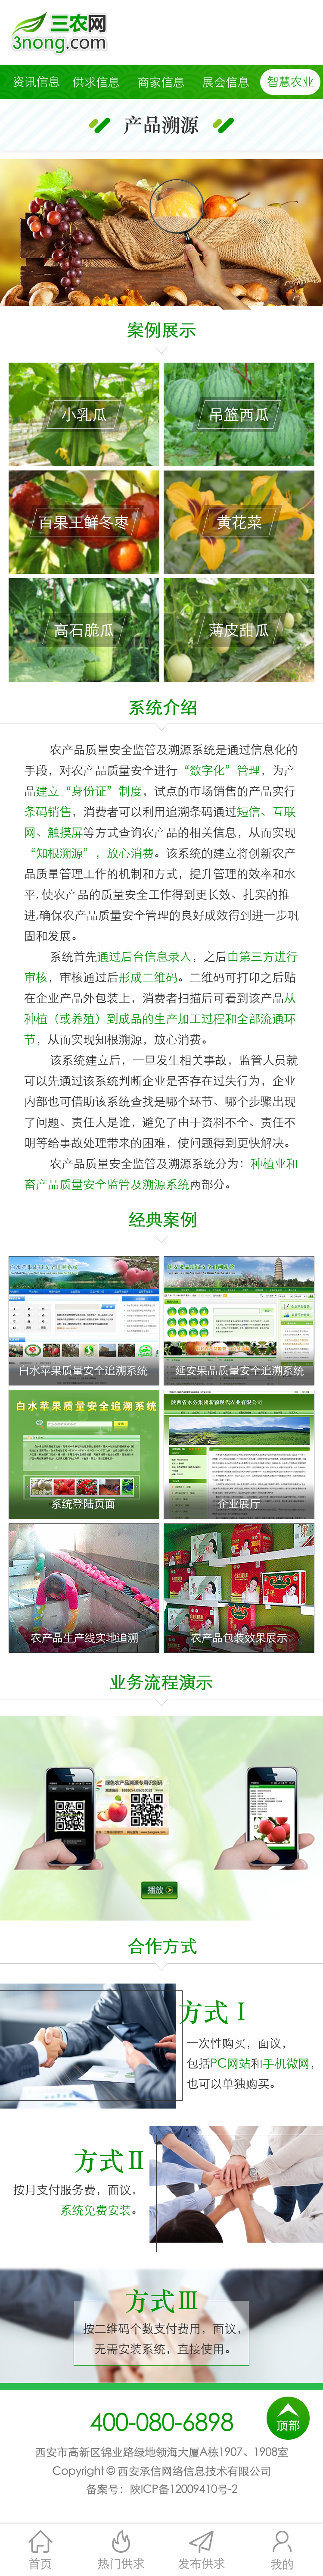 三农网
3nong.com
资讯信息 供求信息 商家信息 展会信息 智慧农业
产品溯源
案例展示
小乳瓜 吊篮西瓜
百果王鲜冬枣 黄花菜
高石脆瓜 薄皮甜瓜
系统介绍
农产品质量安全监管及溯源系统是通过信息化的
手段，对农产品质量安全进行“数字化”管理，为产
品建立“身份证”制度，试点的市场销售的产品实行
条码销售，消费者可以利用追溯条码通过短信、互联
网、触摸屏等方式查询农产品的相关信息，从而实现
“知根溯源”，放心消费。该系统的建立将创新农产
品质量管理工作的机制和方式，提升管理的效率和水
平，使农产品的质量安全工作得到更长效、扎实的推
进，确保农产品质量安全管理的良好成效得到进一步巩
固和发展。
系统首先通过后台信息录入，之后由第三方进行
审核，审核通过后形成二维码。二维码可打印之后贴
在企业产品外包装上，消费者扫描后可看到该产品从
种植（或养殖）到成品的生产加工过程和全部流通环
节，从而实现知根溯源，放心消费。
该系统建立后，一旦发生相关事故，监管人员就
可以先通过该系统判断企业是否存在过失行为，企业
内部也可借助该系统查找是哪个环节、哪个步骤出现
了问题、责任人是谁，避免了由于资料不全、责任不
明等给事故处理带来的困难，使问题得到更快解决。
农产品质量安全监管及溯源系统分为：种植业和
畜产品质量安全监管及溯源系统两部分。
经典案例
白水苹果质量安全追溯系统 延安果品质量安全追溯系统
白水苹果质量安全追溯系统
系统登陆页面 企业展厅
农产品生产线实地追溯 农产品包装效果展示
业务流程演示
绿色农产品溯源专用识别码
播放
合作方式
方式Ⅰ
一次性购买，面议，
包括PC网站和手机微网，
也可以单独购买。
方式Ⅱ
按月支付服务费，面议，
系统免费安装。
方式Ⅲ
按二维码个数支付费用，面议，
无需安装系统，直接使用。
400-080-6898
顶部
西安市高新区锦业路绿地领海大厦A栋1907、1908室
Copyright © 西安承信网络信息技术有限公司
备案号：陕ICP备12009410号-2
首页 热门供求 发布供求 我的